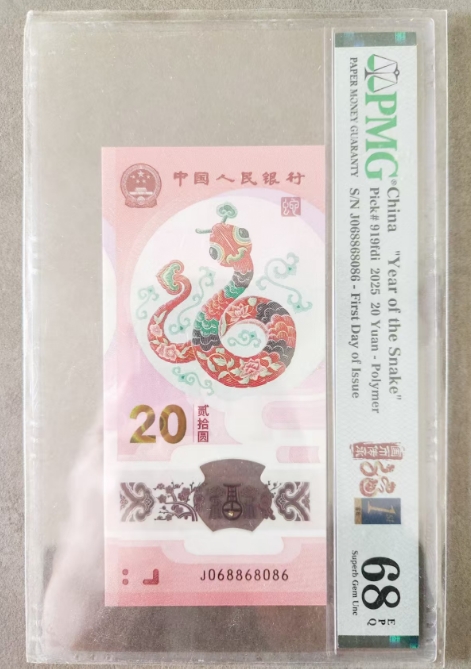 中国人民银行
20
贰拾圆
J068868086
PMG®
PAPER MONEY GUARANTY
China "Year of the Snake"
Pick# 919fdi 2025 20 Yuan - Polymer
S/N J068868086 - First Day of Issue
68 EPQ
Superb Gem Unc